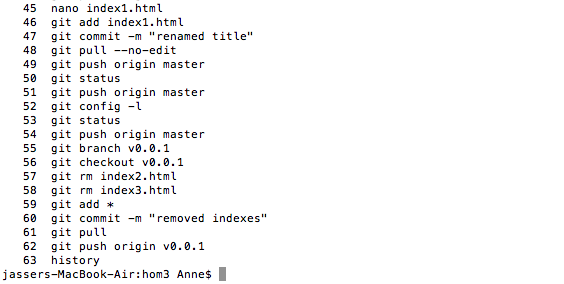 45 nano index1.html
46 git add index1.html
47 git commit -m "renamed title"
48 git pull --no-edit
49 git push origin master
50 git status
51 git push origin master
52 git config -l
53 git status
54 git push origin master
55 git branch v0.0.1
56 git checkout v0.0.1
57 git rm index2.html
58 git rm index3.html
59 git add *
60 git commit -m "removed indexes"
61 git pull
62 git push origin v0.0.1
63 history
jassers-MacBook-Air:hom3 Anne$